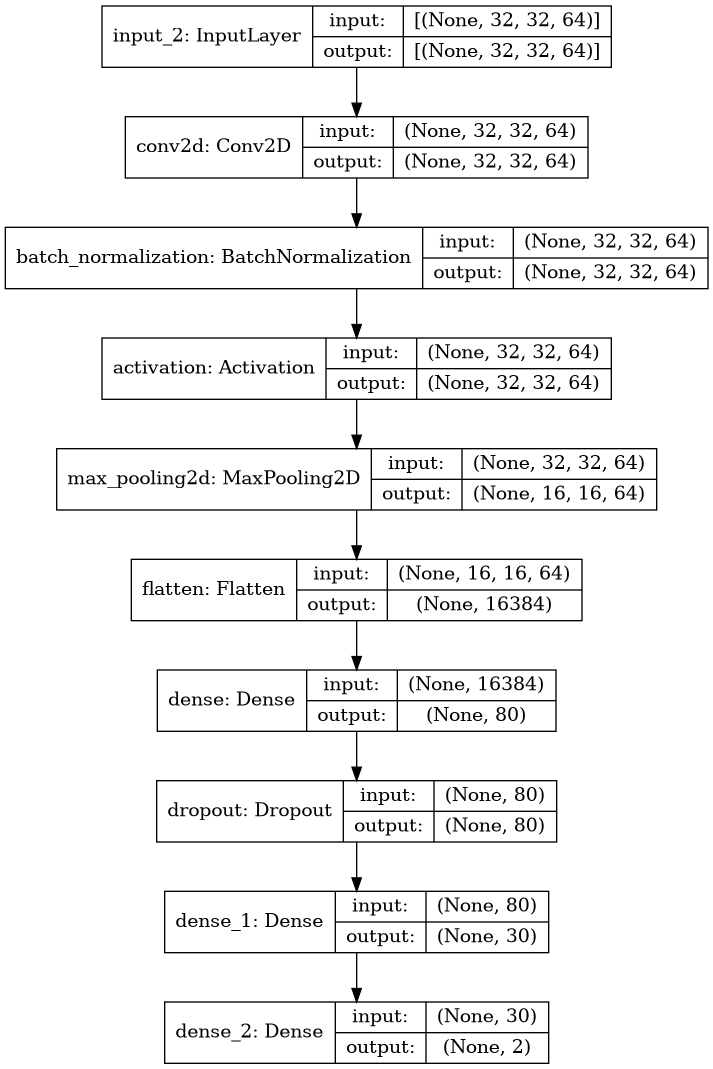 input_2: InputLayer
input:
[(None, 32, 32, 64)]
output:
[(None, 32, 32, 64)]
conv2d: Conv2D
input:
(None, 32, 32, 64)
output:
(None, 32, 32, 64)
batch_normalization: BatchNormalization
input:
(None, 32, 32, 64)
output:
(None, 32, 32, 64)
activation: Activation
input:
(None, 32, 32, 64)
output:
(None, 32, 32, 64)
max_pooling2d: MaxPooling2D
input:
(None, 32, 32, 64)
output:
(None, 16, 16, 64)
flatten: Flatten
input:
(None, 16, 16, 64)
output:
(None, 16384)
dense: Dense
input:
(None, 16384)
output:
(None, 80)
dropout: Dropout
input:
(None, 80)
output:
(None, 80)
dense_1: Dense
input:
(None, 80)
output:
(None, 30)
dense_2: Dense
input:
(None, 30)
output:
(None, 2)